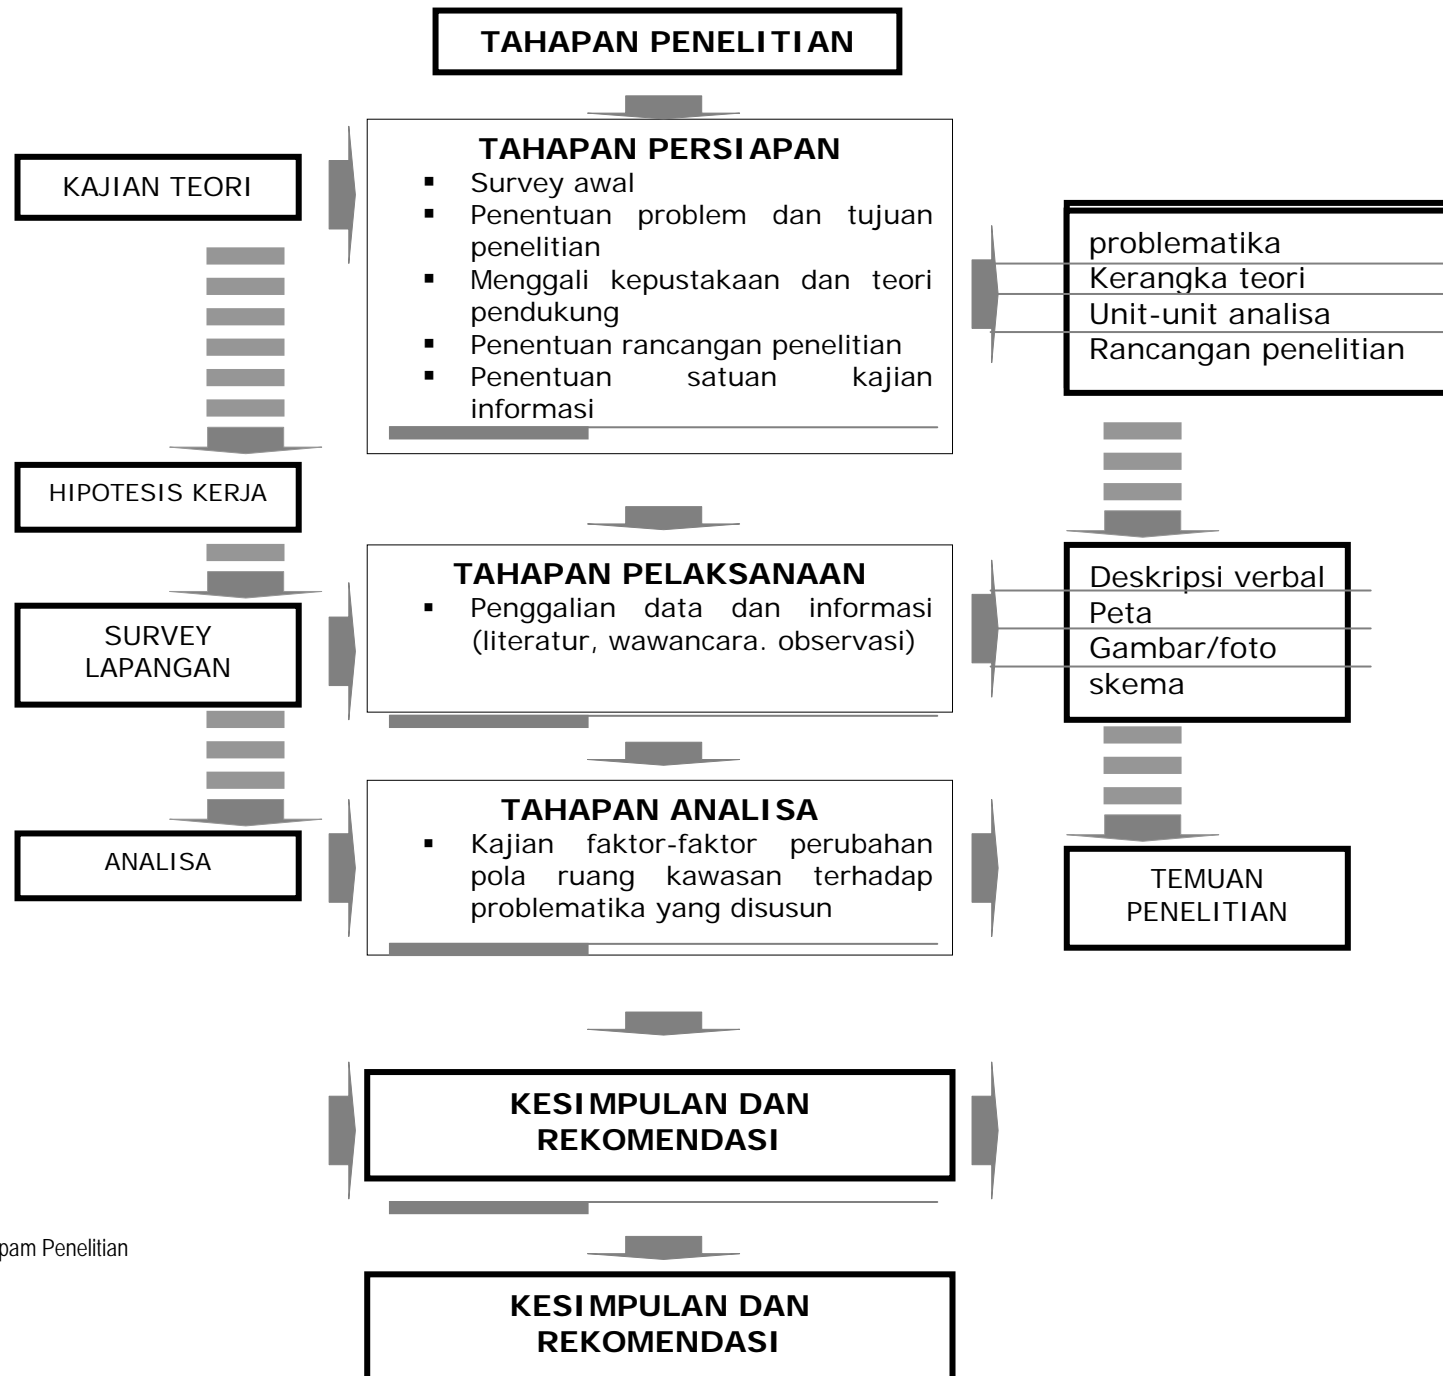 TAHAPAN PENELITIAN
KAJIAN TEORI
TAHAPAN PERSIAPAN
▪ Survey awal
▪ Penentuan problem dan tujuan
penelitian
▪ Menggali kepustakaan dan teori
pendukung
▪ Penentuan rancangan penelitian
▪ Penentuan satuan kajian
informasi
problematika
Kerangka teori
Unit-unit analisa
Rancangan penelitian
HIPOTESIS KERJA
SURVEY
LAPANGAN
TAHAPAN PELAKSANAAN
▪ Penggalian data dan informasi
(literatur, wawancara. observasi)
Deskripsi verbal
Peta
Gambar/foto
skema
ANALISA
TAHAPAN ANALISA
▪ Kajian faktor-faktor perubahan
pola ruang kawasan terhadap
problematika yang disusun
TEMUAN
PENELITIAN
KESIMPULAN DAN
REKOMENDASI
pam Penelitian
KESIMPULAN DAN
REKOMENDASI